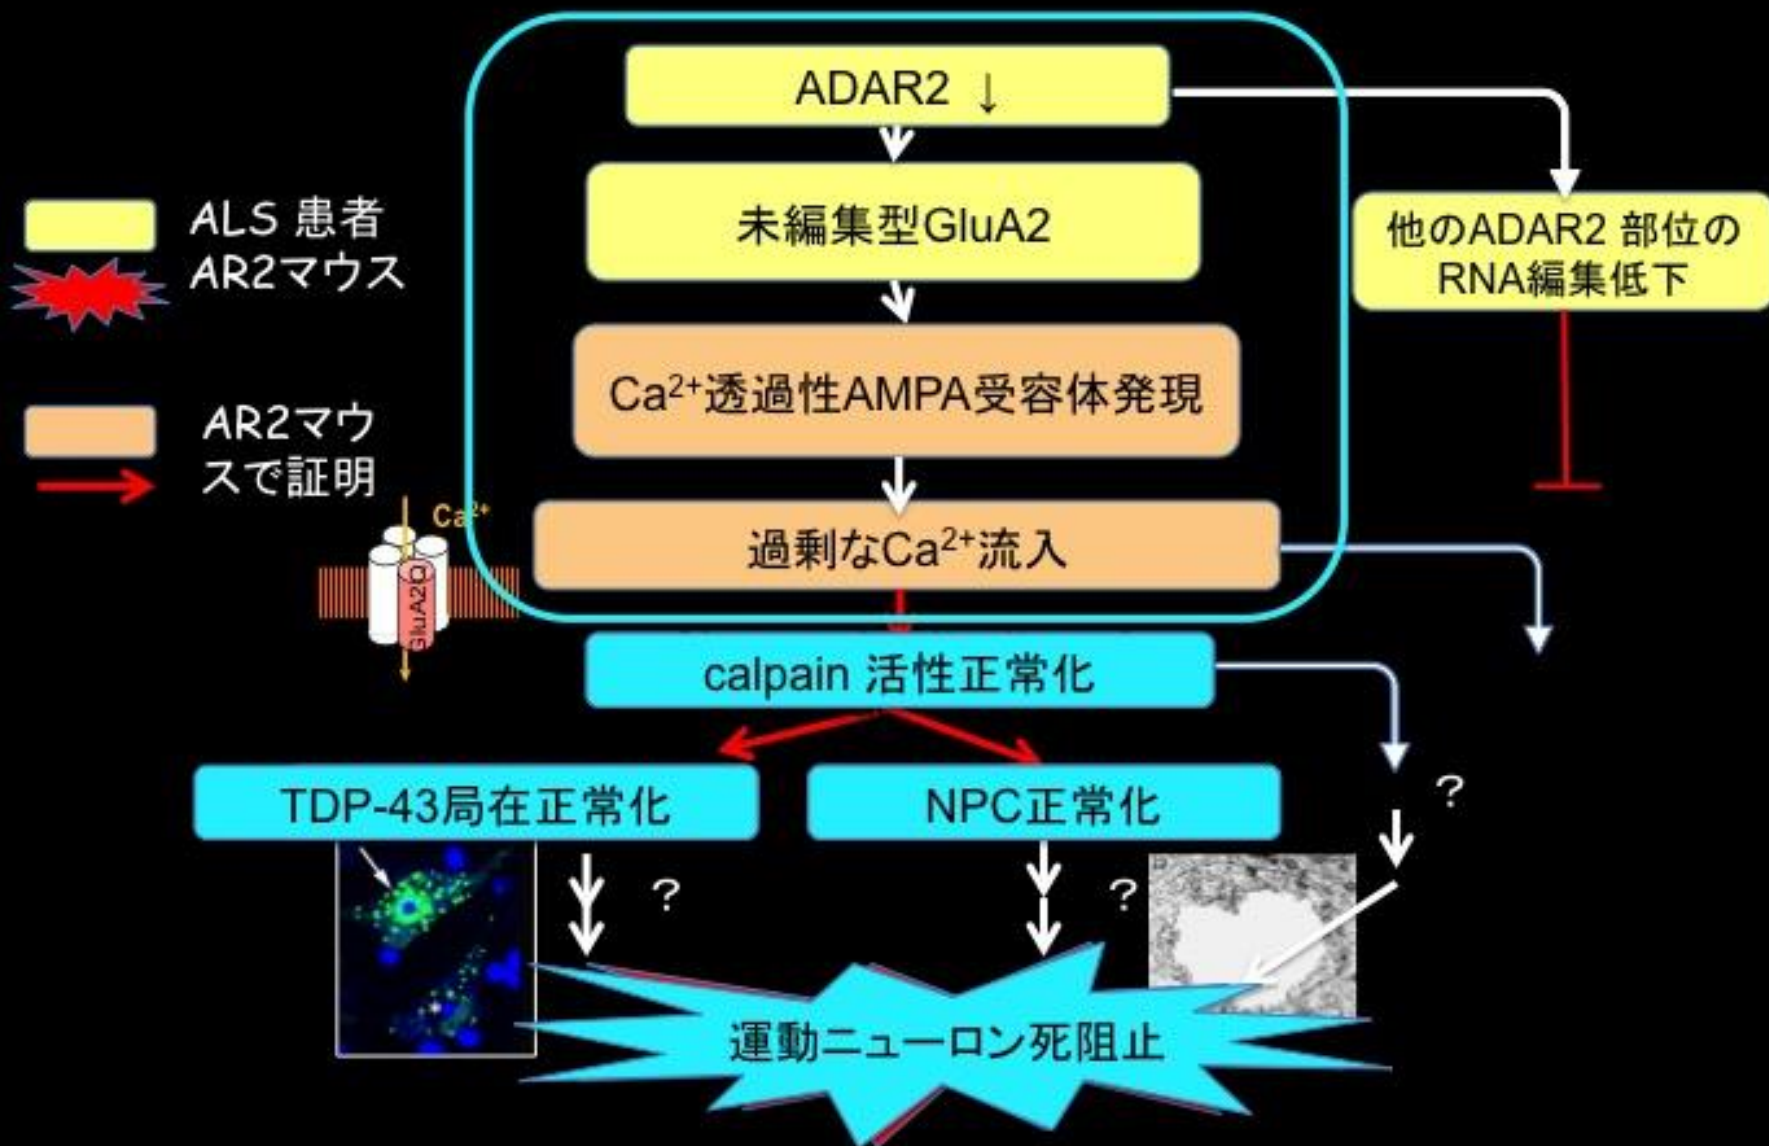 ADAR2 ↓
未編集型GluA2
他のADAR2 部位の
RNA編集低下
ALS 患者
AR2マウス
Ca²⁺透過性AMPA受容体発現
AR2マウ
スで証明
Ca²⁺
過剰なCa²⁺流入
GluA2Q
calpain 活性正常化
TDP-43局在正常化
NPC正常化
?
?
?
運動ニューロン死阻止